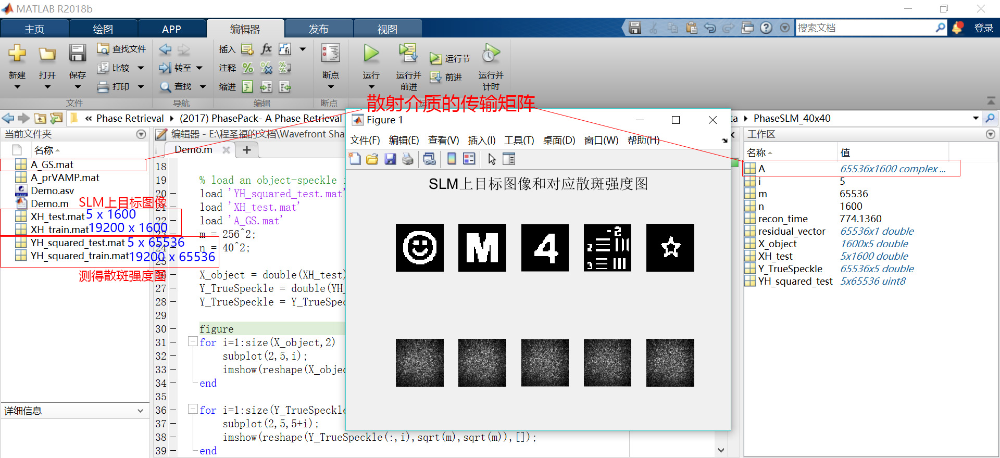 MATLAB R2018b
主页 绘图 APP 编辑器 发布 视图
搜索文档 登录
新建 打开 保存 查找文件 比较 打印
文件
转至 查找
导航
插入 fx fi
注释
缩进
编辑
断点
断点
运行 运行并前进 运行节 前进 运行并计时
散射介质的传输矩阵
« Phase Retrieval (2017) PhasePack- A Phase Retrieval
PhaseSLM_40x40
当前文件夹
名称
A_GS.mat
A_prVAMP.mat
Demo.asv
Demo.m
SLM上目标图像
XH_test.mat 5 x 1600
XH_train.mat 19200 x 1600
YH_squared_test.mat 5 x 65536
YH_squared_train.mat 19200 x 65536
测得散斑强度图
详细信息
编辑器 - E:\程圣福的文档\Wavefront Sha
Demo.m
18
19 % load an object-speckle
20 load 'YH_squared_test.mat'
21 load 'XH_test.mat'
22 load 'A_GS.mat'
23 m = 256^2;
24 n = 40^2;
25
26 X_object = double(XH_test)
27 Y_TrueSpeckle = double(YH_
28 Y_TrueSpeckle = Y_TrueSpec
29
30 figure
31 for i=1:size(X_object,2)
32 subplot(2,5,i);
33 imshow(reshape(X_objec
34 end
35
36 for i=1:size(Y_TrueSpeckle
37 subplot(2,5,5+i);
38 imshow(reshape(Y_TrueSpeckle(:,i),sqrt(m),sqrt(m)),[]);
39 end
Figure 1
文件(F) 编辑(E) 查看(V) 插入(I) 工具(T) 桌面(D) 窗口(W) 帮助(H)
SLM上目标图像和对应散斑强度图
M
4
工作区
名称 值
A 65536x1600 complex ...
i 5
m 65536
n 1600
recon_time 774.1360
residual_vector 65536x1 double
X_object 1600x5 double
XH_test 5x1600 double
Y_TrueSpeckle 65536x5 double
YH_squared_test 5x65536 uint8